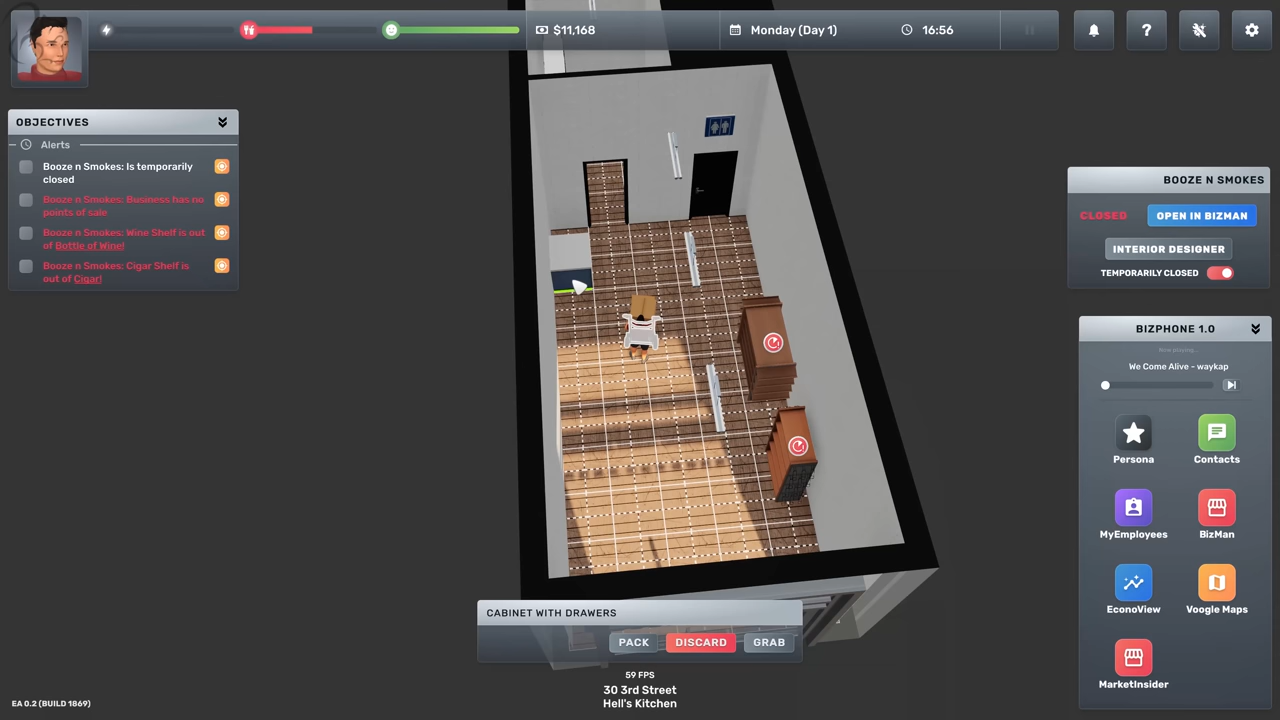 $11,168
Monday (Day 1)
16:56
OBJECTIVES
Alerts
Booze n Smokes: Is temporarily
closed
Booze n Smokes: Business has no
points of sale
Booze n Smokes: Wine Shelf is out
of Bottle of Wine!
Booze n Smokes: Cigar Shelf is
out of Cigar!
BOOZE N SMOKES
CLOSED
OPEN IN BIZMAN
INTERIOR DESIGNER
TEMPORARILY CLOSED
BIZPHONE 1.0
Now playing...
We Come Alive - waykap
Persona
Contacts
MyEmployees
BizMan
EconoView
Voogle Maps
MarketInsider
CABINET WITH DRAWERS
PACK
DISCARD
GRAB
59 FPS
30 3rd Street
Hell's Kitchen
EA 0.2 (BUILD 1869)